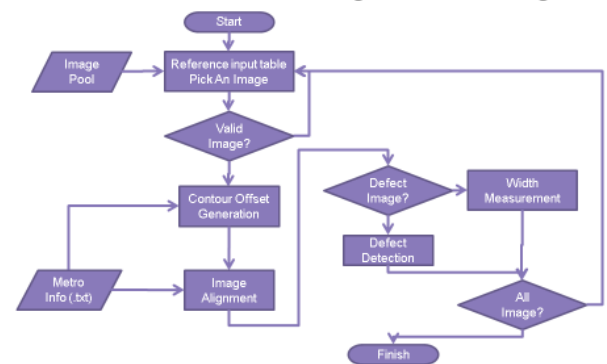 Start
Image
Pool
Reference input table
Pick An Image
Valid
Image?
Contour Offset
Generation
Metro
Info (.txt)
Image
Alignment
Defect
Image?
Width
Measurement
Defect
Detection
All
Image?
Finish